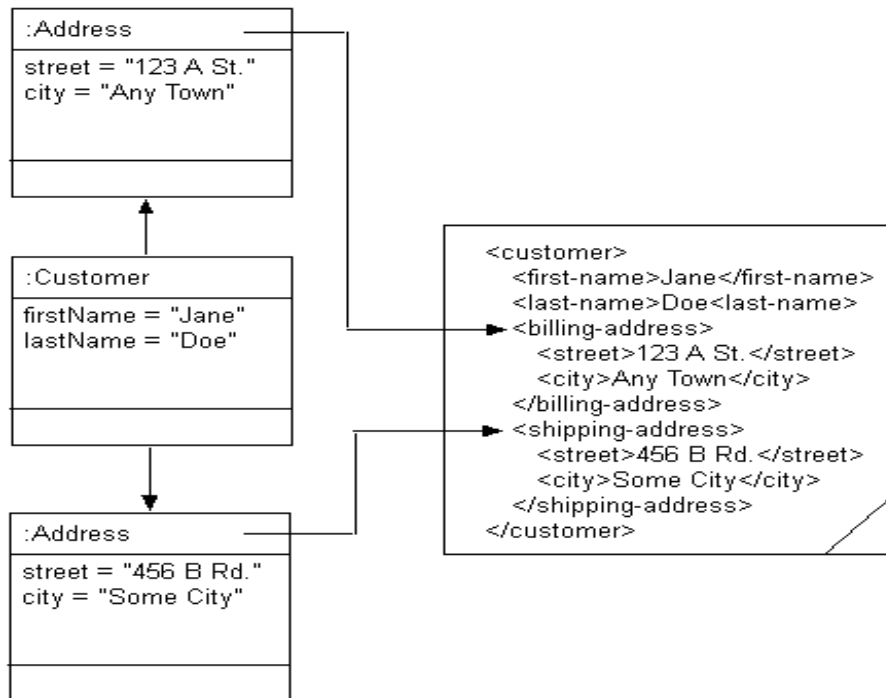 :Address
street = "123 A St."
city = "Any Town"
:Customer
firstName = "Jane"
lastName = "Doe"
:Address
street = "456 B Rd."
city = "Some City"
<customer>
<first-name>Jane</first-name>
<last-name>Doe<last-name>
<billing-address>
<street>123 A St.</street>
<city>Any Town</city>
</billing-address>
<shipping-address>
<street>456 B Rd.</street>
<city>Some City</city>
</shipping-address>
</customer>